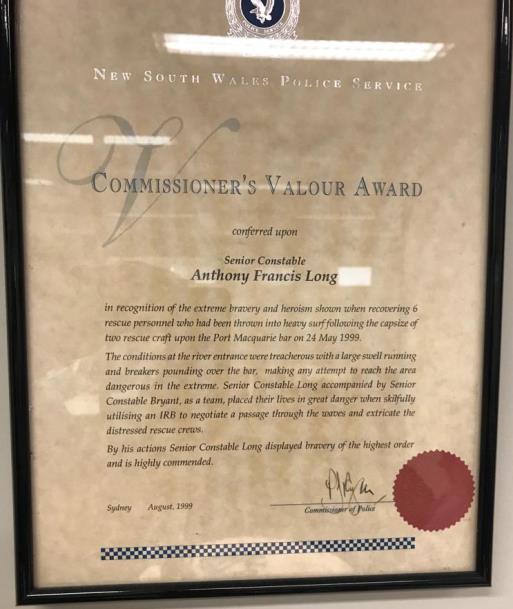 NEW SOUTH WALES POLICE SERVICE
V
COMMISSIONER'S VALOUR AWARD
conferred upon
Senior Constable
Anthony Francis Long
in recognition of the extreme bravery and heroism shown when recovering 6
rescue personnel who had been thrown into heavy surf following the capsize of
two rescue craft upon the Port Macquarie bar on 24 May 1999.
The conditions at the river entrance were treacherous with a large swell running
and breakers pounding over the bar, making any attempt to reach the area
dangerous in the extreme. Senior Constable Long accompanied by Senior
Constable Bryant, as a team, placed their lives in great danger when skilfully
utilising an IRB to negotiate a passage through the waves and extricate the
distressed rescue crews.
By his actions Senior Constable Long displayed bravery of the highest order
and is highly commended.
Sydney August, 1999
Commissioner of Police